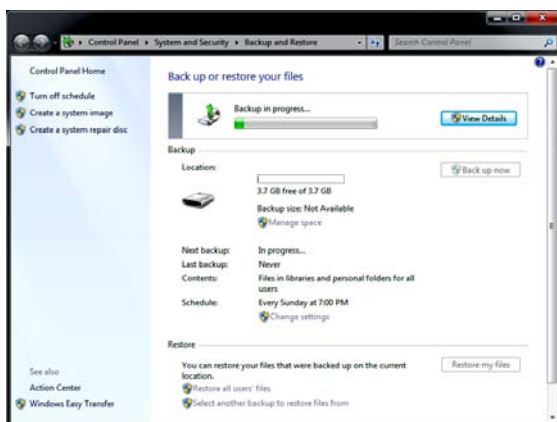 Control Panel System and Security Backup and Restore
Search Control Panel
Control Panel Home
Turn off schedule
Create a system image
Create a system repair disc
Back up or restore your files
Backup in progress...
View Details
Backup
Location:
Back up now
3.7 GB free of 3.7 GB
Backup size: Not Available
Manage space
Next backup: In progress...
Last backup: Never
Contents: Files in libraries and personal folders for all
users
Schedule: Every Sunday at 7:00 PM
Change settings
Restore
You can restore your files that were backed up on the current
location.
Restore my files
Restore all users' files
Select another backup to restore files from
See also
Action Center
Windows Easy Transfer